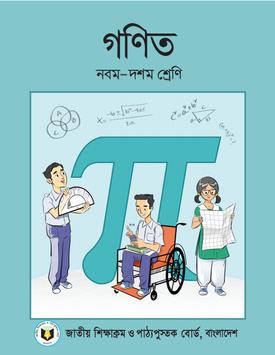 গণিত
নবম-দশম শ্রেণি
π
জাতীয় শিক্ষাক্রম ও পাঠ্যপুস্তক বোর্ড, বাংলাদেশ